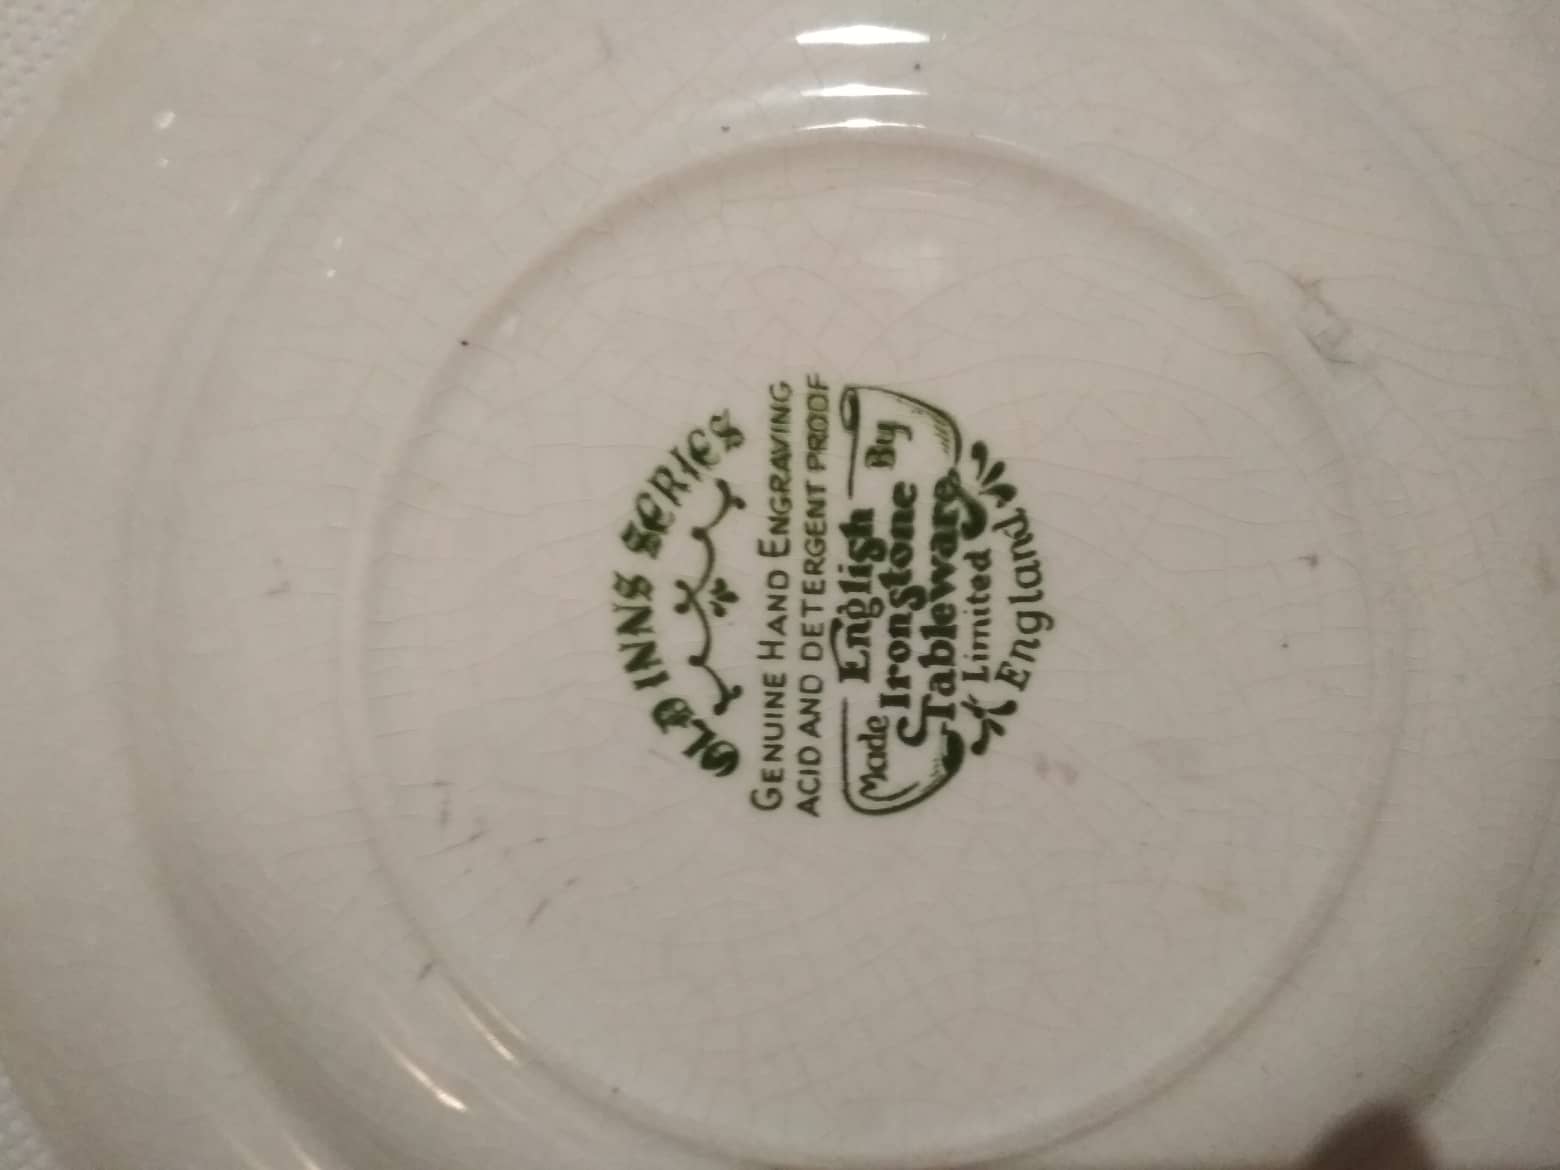 OLD INNS SERIES
GENUINE HAND ENGRAVING
ACID AND DETERGENT PROOF
Made English By
Ironstone
Tableware
Limited
England